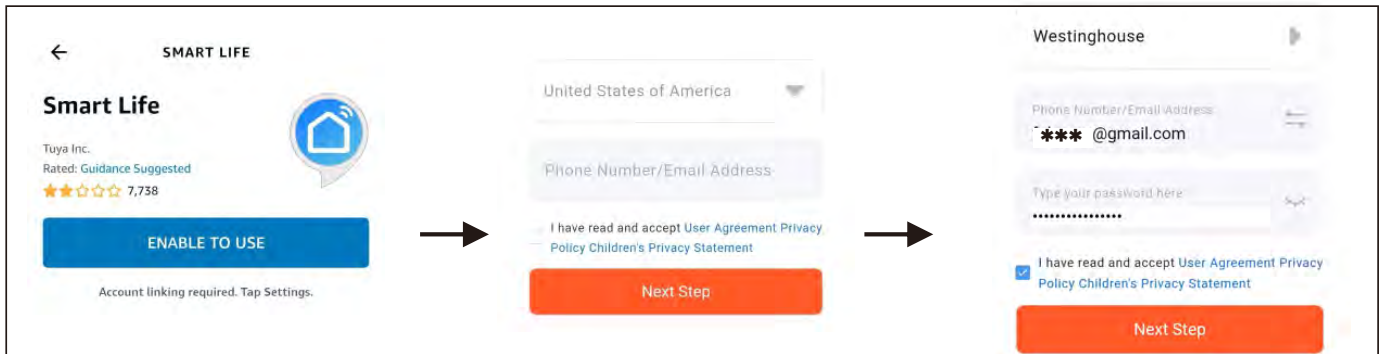 SMART LIFE
Smart Life
Tuya Inc.
Rated: Guidance Suggested
7,738
ENABLE TO USE
Account linking required. Tap Settings.
United States of America
Phone Number/Email Address
I have read and accept User Agreement Privacy
Policy Children's Privacy Statement
Next Step
Westinghouse
Phone Number/Email Address
*** @gmail.com
Type your password here
••••••••••••••••
I have read and accept User Agreement Privacy
Policy Children's Privacy Statement
Next Step